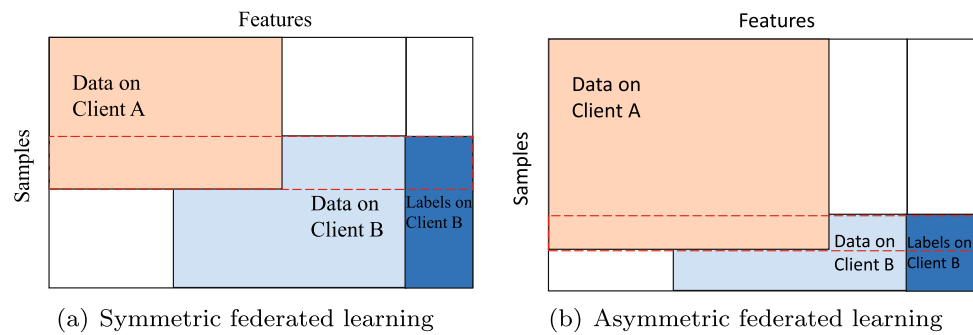 Features
Samples
Data on
Client A
Data on
Client B
Labels on
Client B
(a) Symmetric federated learning
Features
Samples
Data on
Client A
Data on
Client B
Labels on
Client B
(b) Asymmetric federated learning